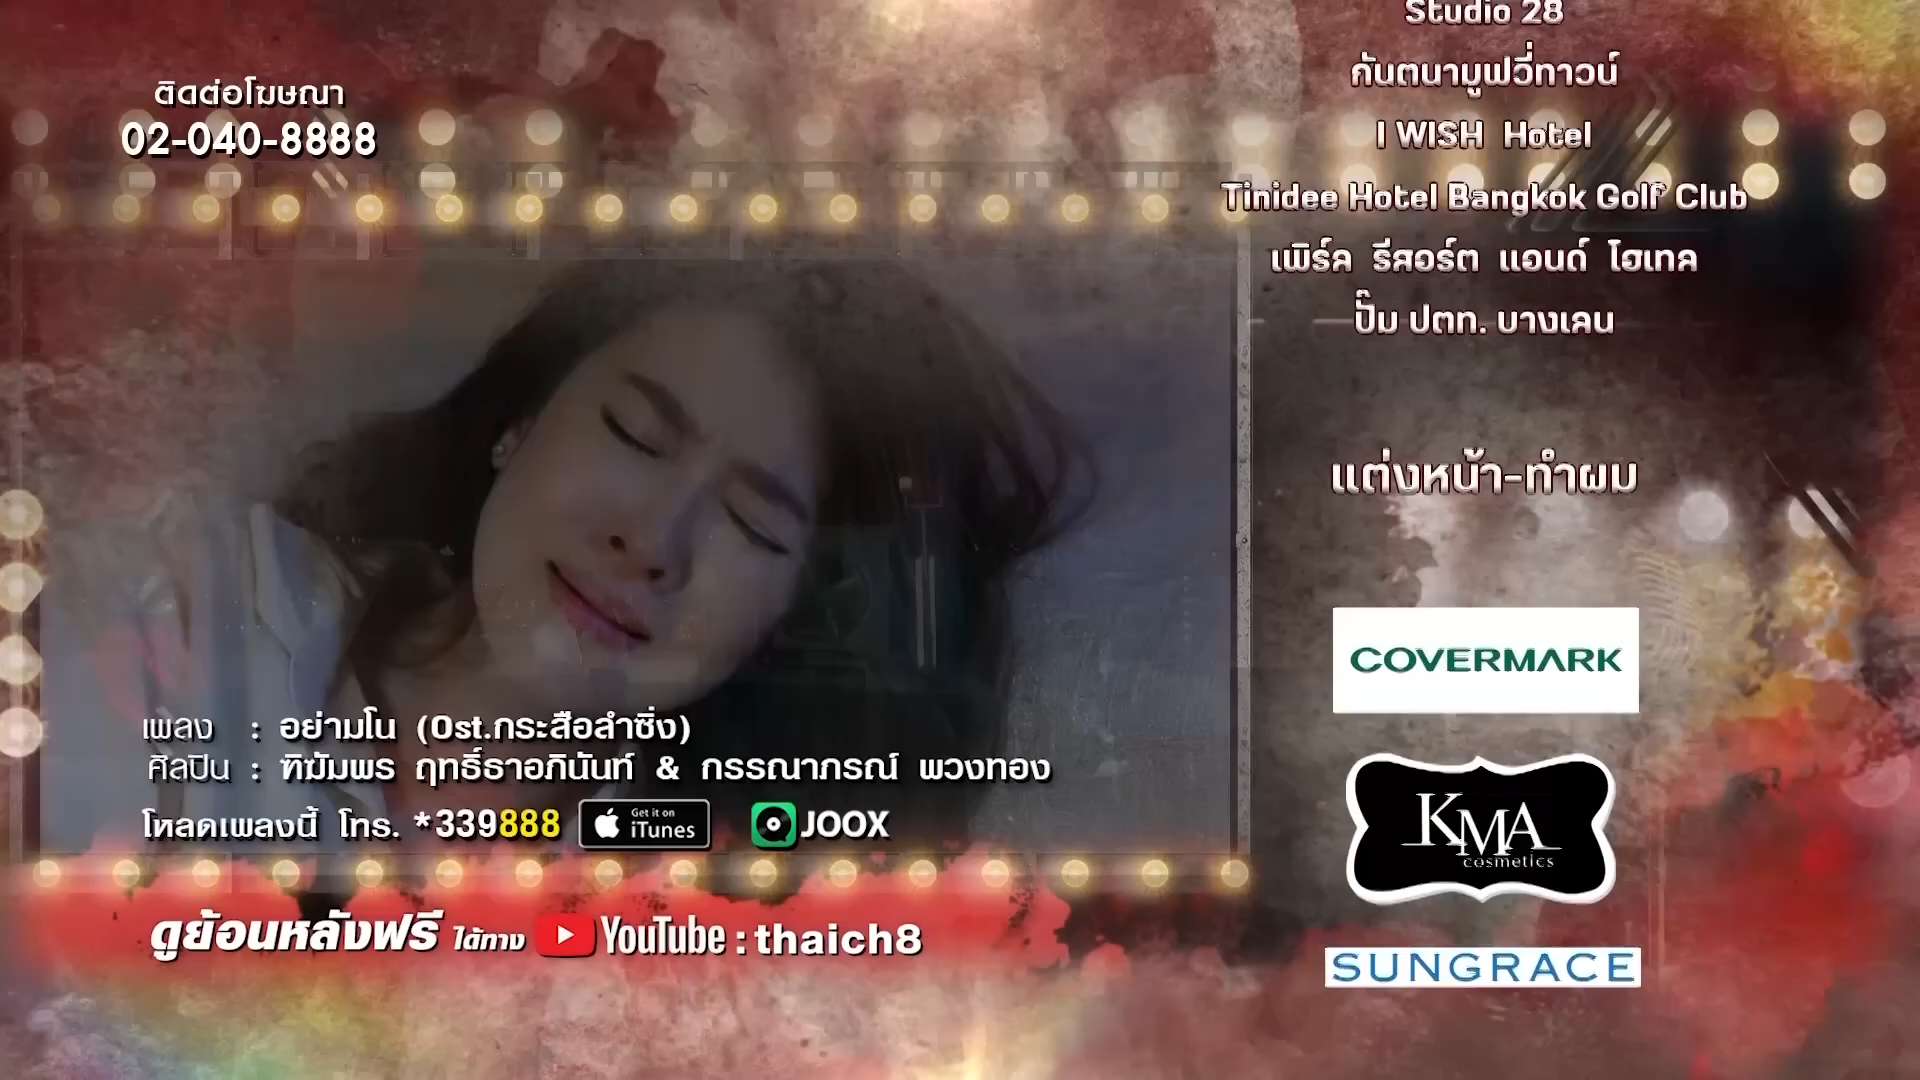 ติดต่อโฆษณา
02-040-8888
Studio 28
กันตนามูฟวี่ทาวน์
I WISH Hotel
Tinidee Hotel Bangkok Golf Club
เพิร์ล รีสอร์ต แอนด์ โฮเทล
ปั๊ม ปตท. บางเลน
แต่งหน้า-ทำผม
COVERMARK
KMA
cosmetics
SUNGRACE
เพลง : อย่ามโน (Ost.กระสือลำซิ่ง)
ศิลปิน : ฑิฆัมพร ฤทธิ์ธาอภินันท์ & กรรณาภรณ์ พวงทอง
โหลดเพลงนี้ โทร. *339888 Get it on iTunes JOOX
ดูย้อนหลังฟรี ได้ทาง YouTube : thaich8